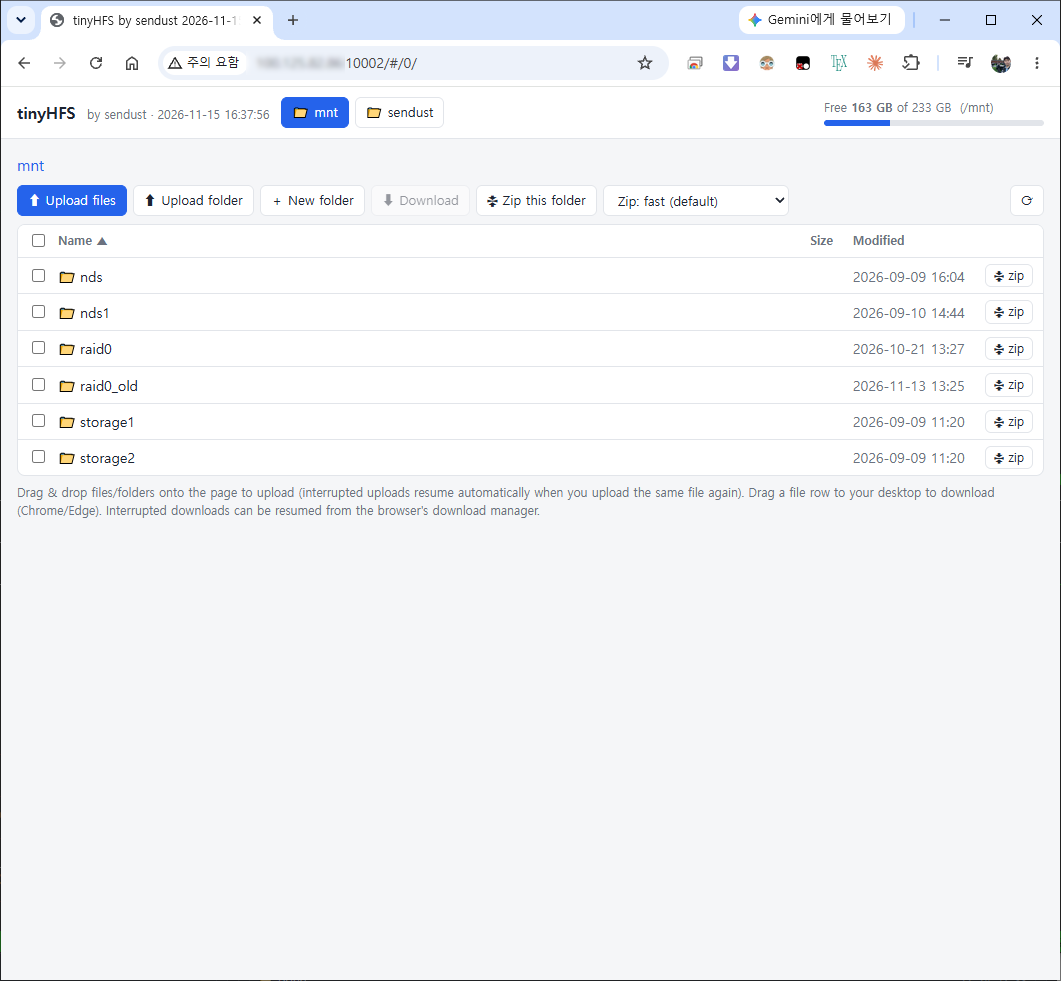 tinyHFS by sendust 2026-11-1
Gemini에게 물어보기
주의 요함
10002/#/0/
tinyHFS by sendust · 2026-11-15 16:37:56 mnt sendust
Free 163 GB of 233 GB (/mnt)
mnt
Upload files Upload folder + New folder Download Zip this folder Zip: fast (default)
Name ▲ Size Modified
nds 2026-09-09 16:04 zip
nds1 2026-09-10 14:44 zip
raid0 2026-10-21 13:27 zip
raid0_old 2026-11-13 13:25 zip
storage1 2026-09-09 11:20 zip
storage2 2026-09-09 11:20 zip
Drag & drop files/folders onto the page to upload (interrupted uploads resume automatically when you upload the same file again). Drag a file row to your desktop to download
(Chrome/Edge). Interrupted downloads can be resumed from the browser's download manager.